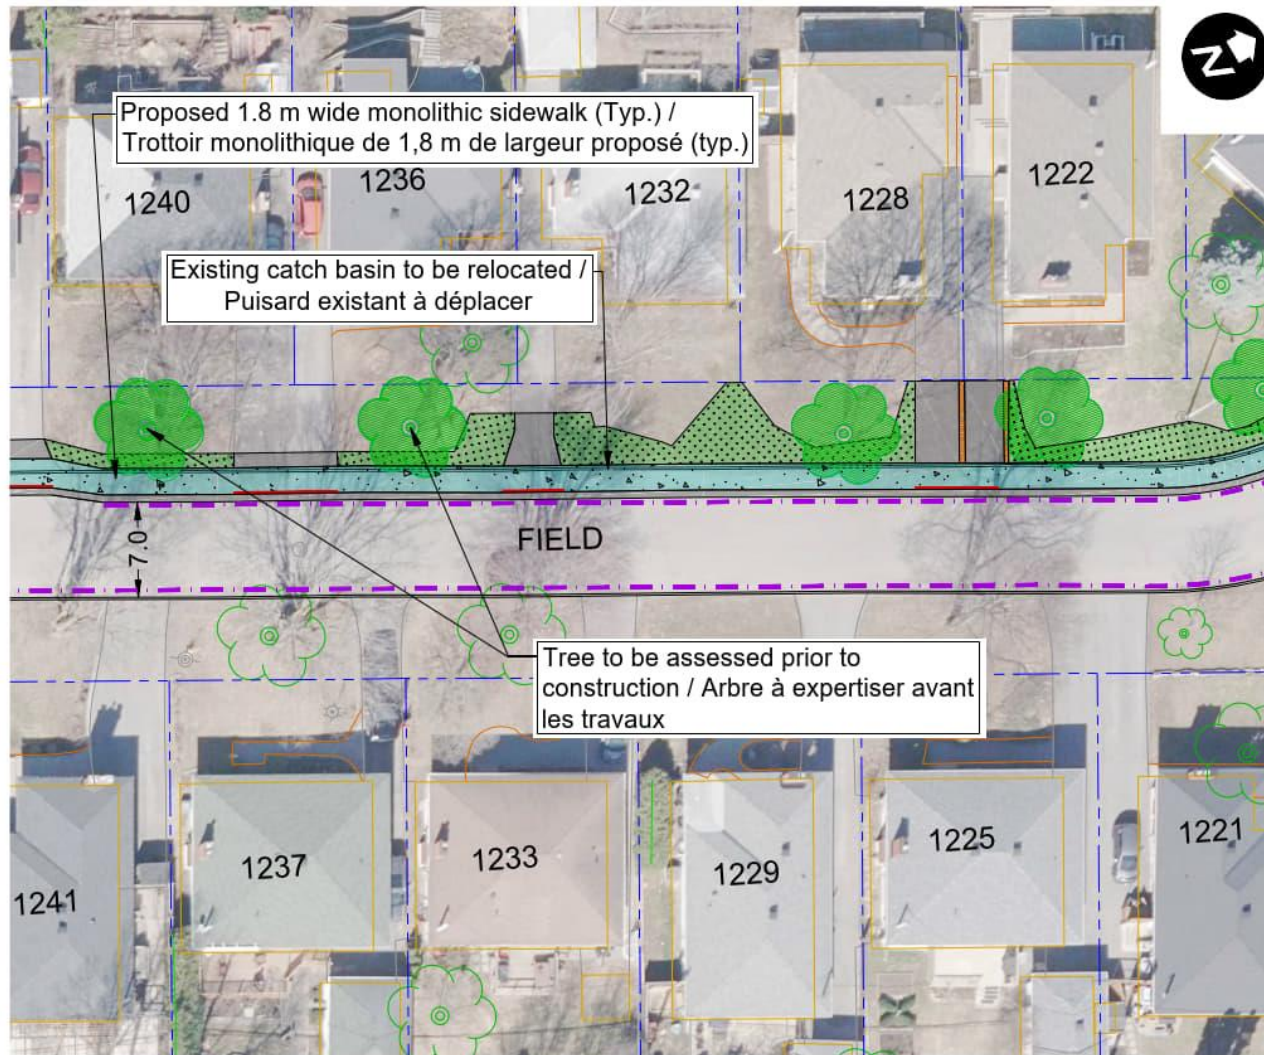 N
Proposed 1.8 m wide monolithic sidewalk (Typ.) /
Trottoir monolithique de 1,8 m de largeur proposé (typ.)
1240
1236
1232
1228
1222
Existing catch basin to be relocated /
Puisard existant à déplacer
7.0
FIELD
Tree to be assessed prior to
construction / Arbre à expertiser avant
les travaux
1241
1237
1233
1229
1225
1221